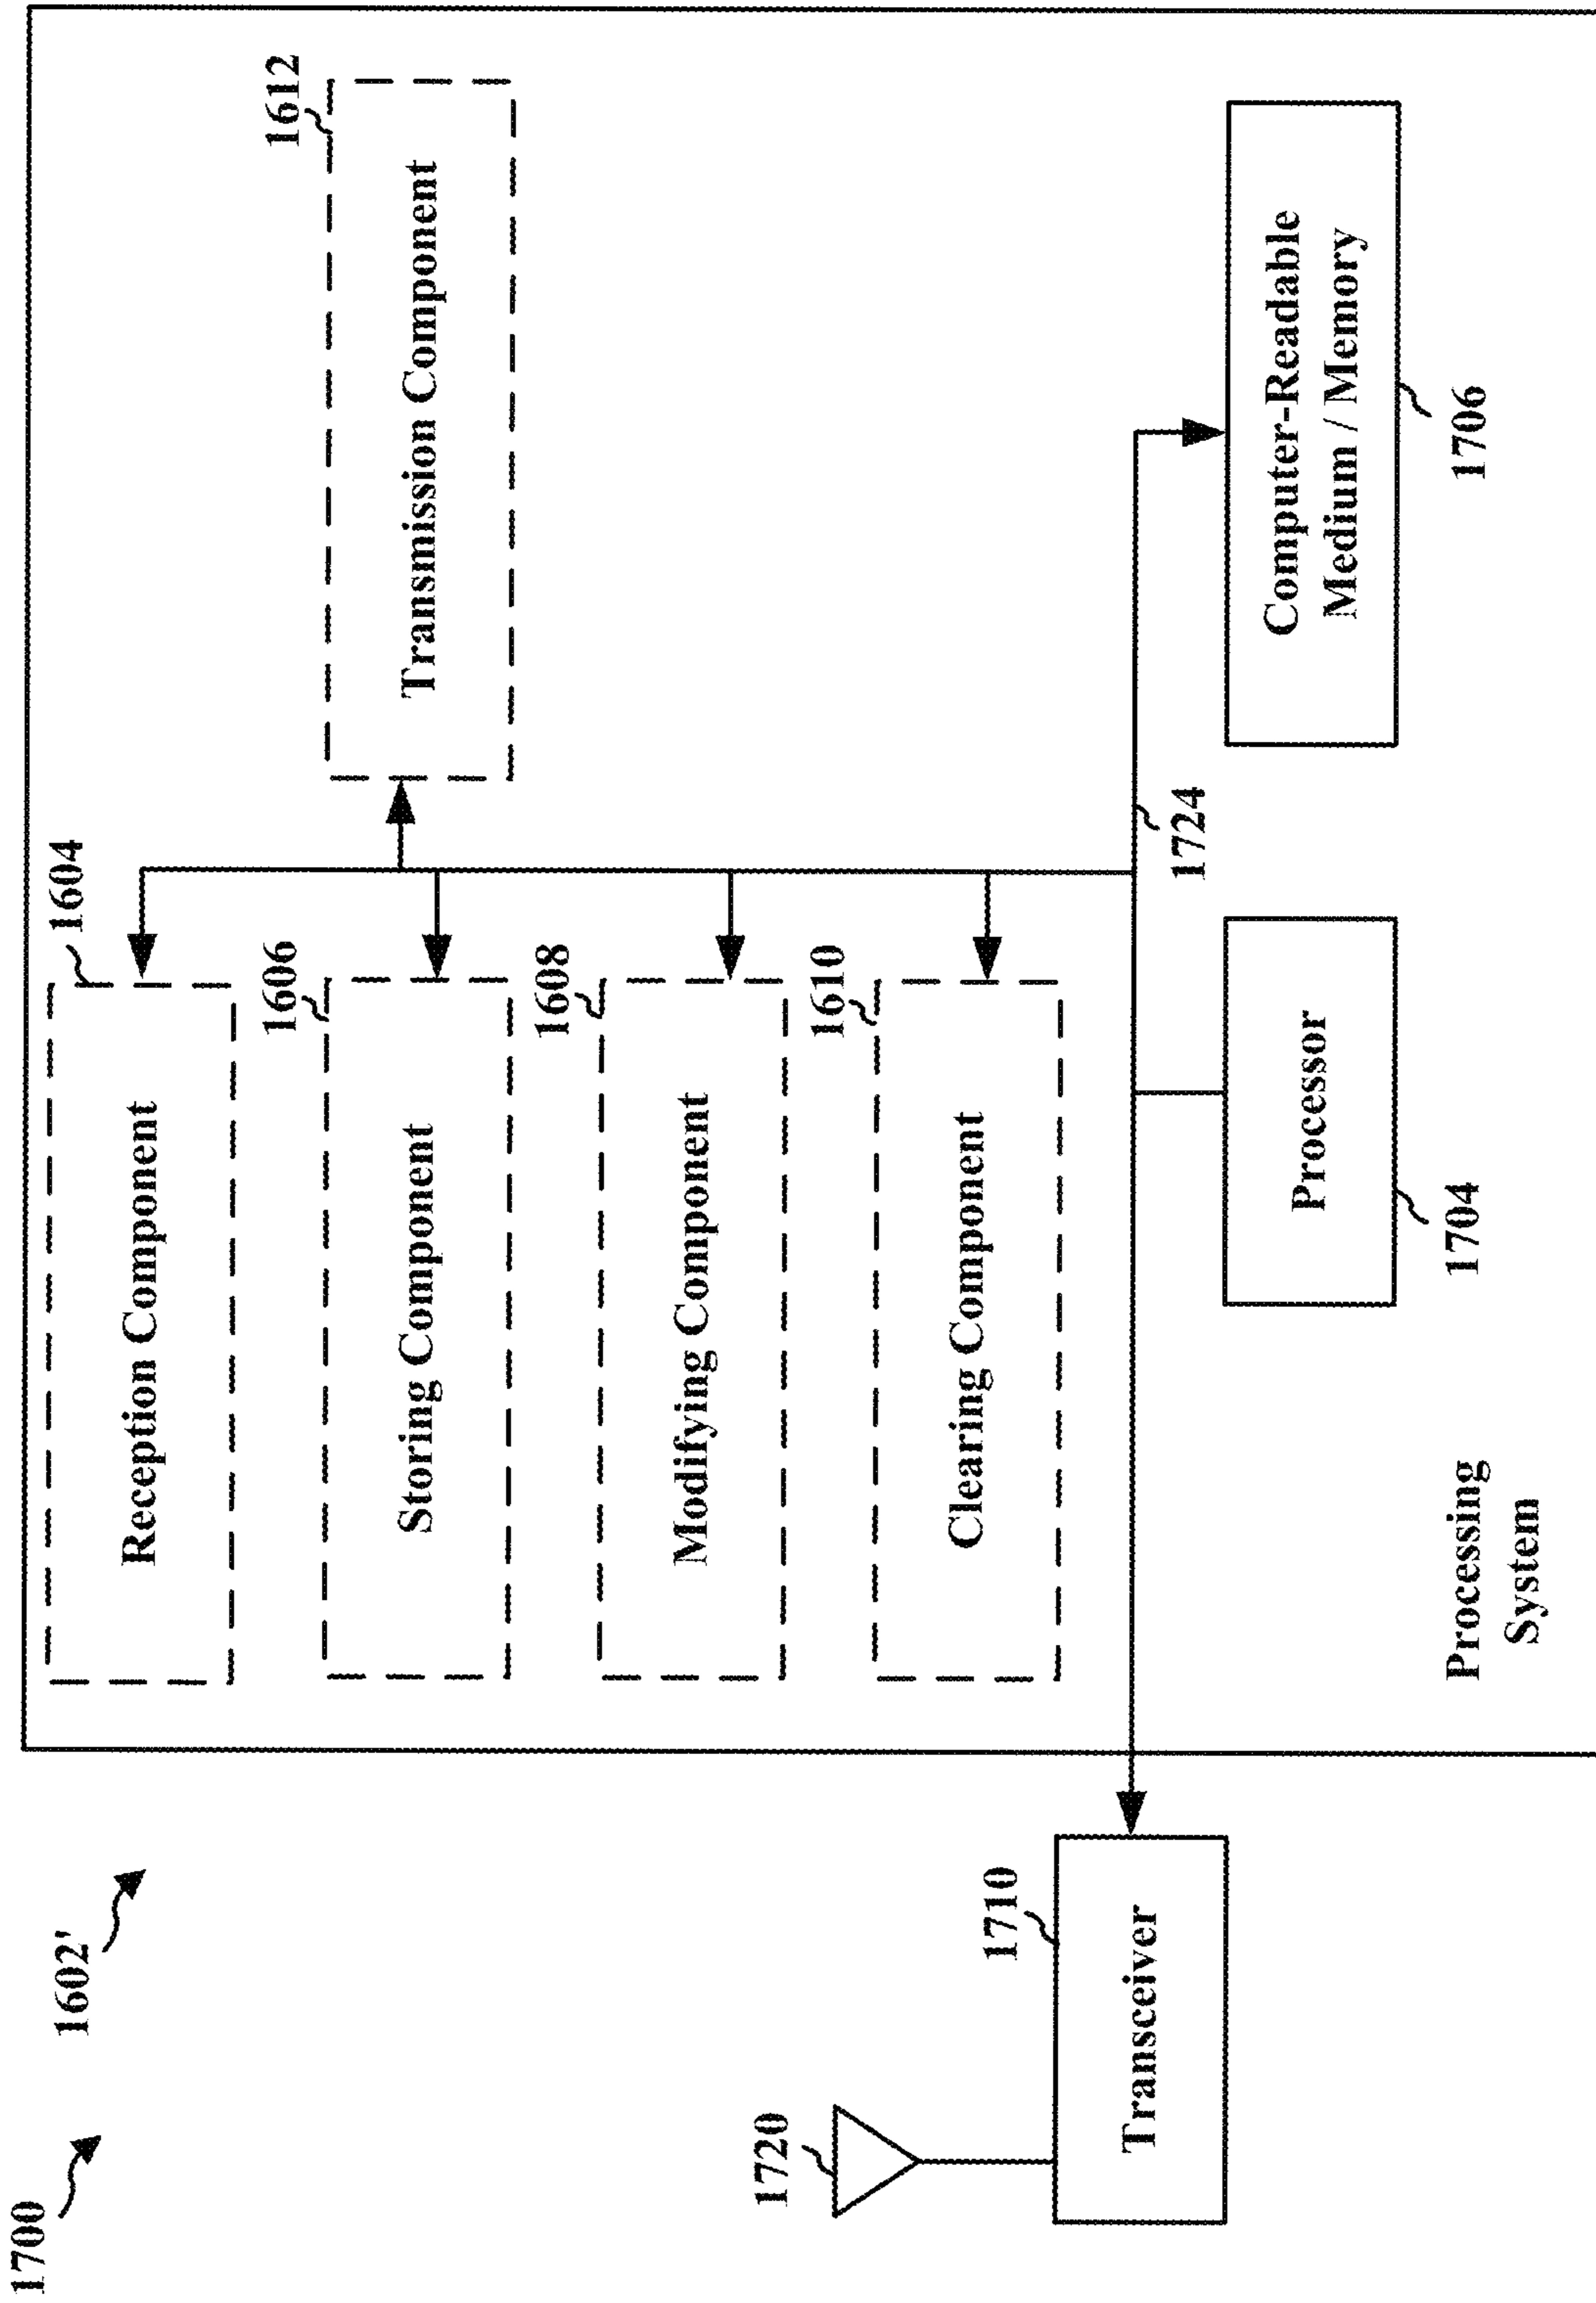 1700
1602'
1604
Reception Component
1606
Storing Component
1612
Transmission Component
1608
Modifying Component
1610
Clearing Component
1720
1710
Transceiver
1724
Processor
1704
Computer-Readable
Medium / Memory
1706
Processing
System